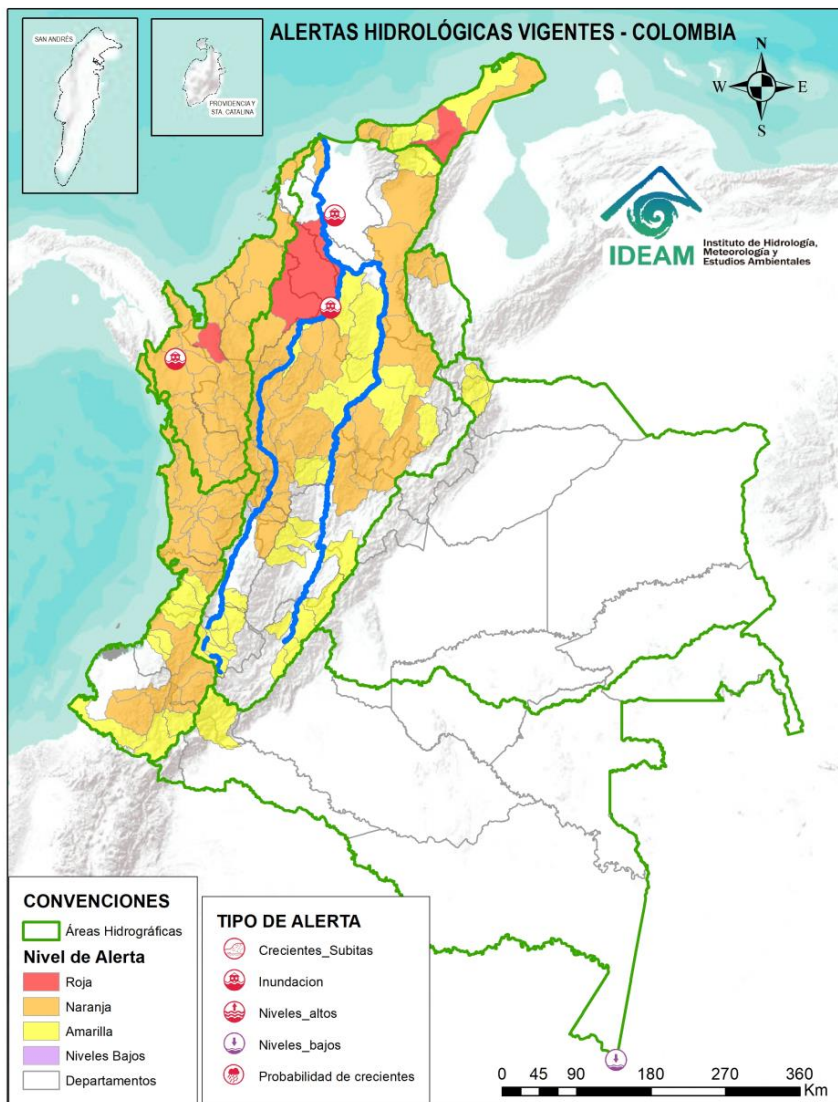 ALERTAS HIDROLÓGICAS VIGENTES - COLOMBIA
SAN ANDRÉS
PROVIDENCIA Y
STA. CATALINA
N
W E
S
IDEAM
Instituto de Hidrología,
Meteorología y
Estudios Ambientales
CONVENCIONES
Áreas Hidrográficas
Nivel de Alerta
Roja
Naranja
Amarilla
Niveles Bajos
Departamentos
TIPO DE ALERTA
Crecientes_Subitas
Inundacion
Niveles_altos
Niveles_bajos
Probabilidad de crecientes
0 45 90 180 270 360
Km